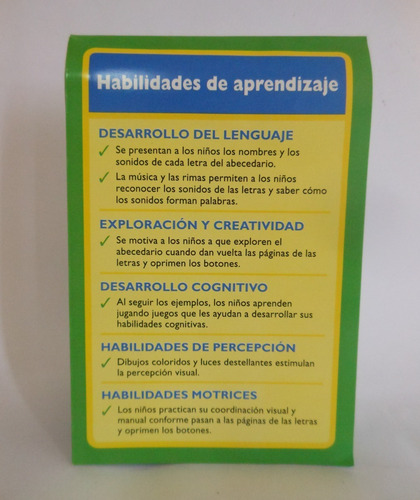 Habilidades de aprendizaje
DESARROLLO DEL LENGUAJE
✓ Se presentan a los niños los nombres y los
sonidos de cada letra del abecedario.
✓ La música y las rimas permiten a los niños
reconocer los sonidos de las letras y saber cómo
los sonidos forman palabras.
EXPLORACIÓN Y CREATIVIDAD
✓ Se motiva a los niños a que exploren el
abecedario cuando dan vuelta las páginas de las
letras y oprimen los botones.
DESARROLLO COGNITIVO
✓ Al seguir los ejemplos, los niños aprenden
jugando juegos que les ayudan a desarrollar sus
habilidades cognitivas.
HABILIDADES DE PERCEPCIÓN
✓ Dibujos coloridos y luces destellantes estimulan
la percepción visual.
HABILIDADES MOTRICES
✓ Los niños practican su coordinación visual y
manual conforme pasan a las páginas de las letras
y oprimen los botones.